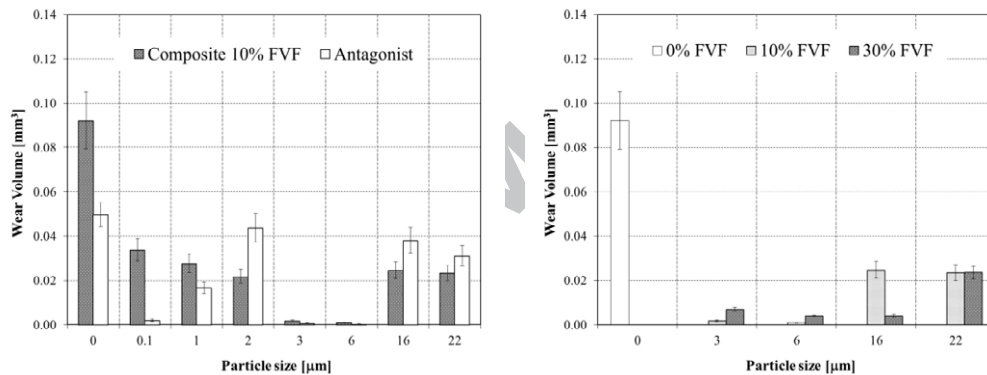 0.14
0.12
0.10
0.08
0.06
0.04
0.02
0.00
Wear Volume [mm³]
Composite 10% FVF Antagonist
0 0.1 1 2 3 6 16 22
Particle size [μm]
0.14
0.12
0.10
0.08
0.06
0.04
0.02
0.00
Wear Volume [mm³]
0% FVF 10% FVF 30% FVF
0 3 6 16 22
Particle size [μm]